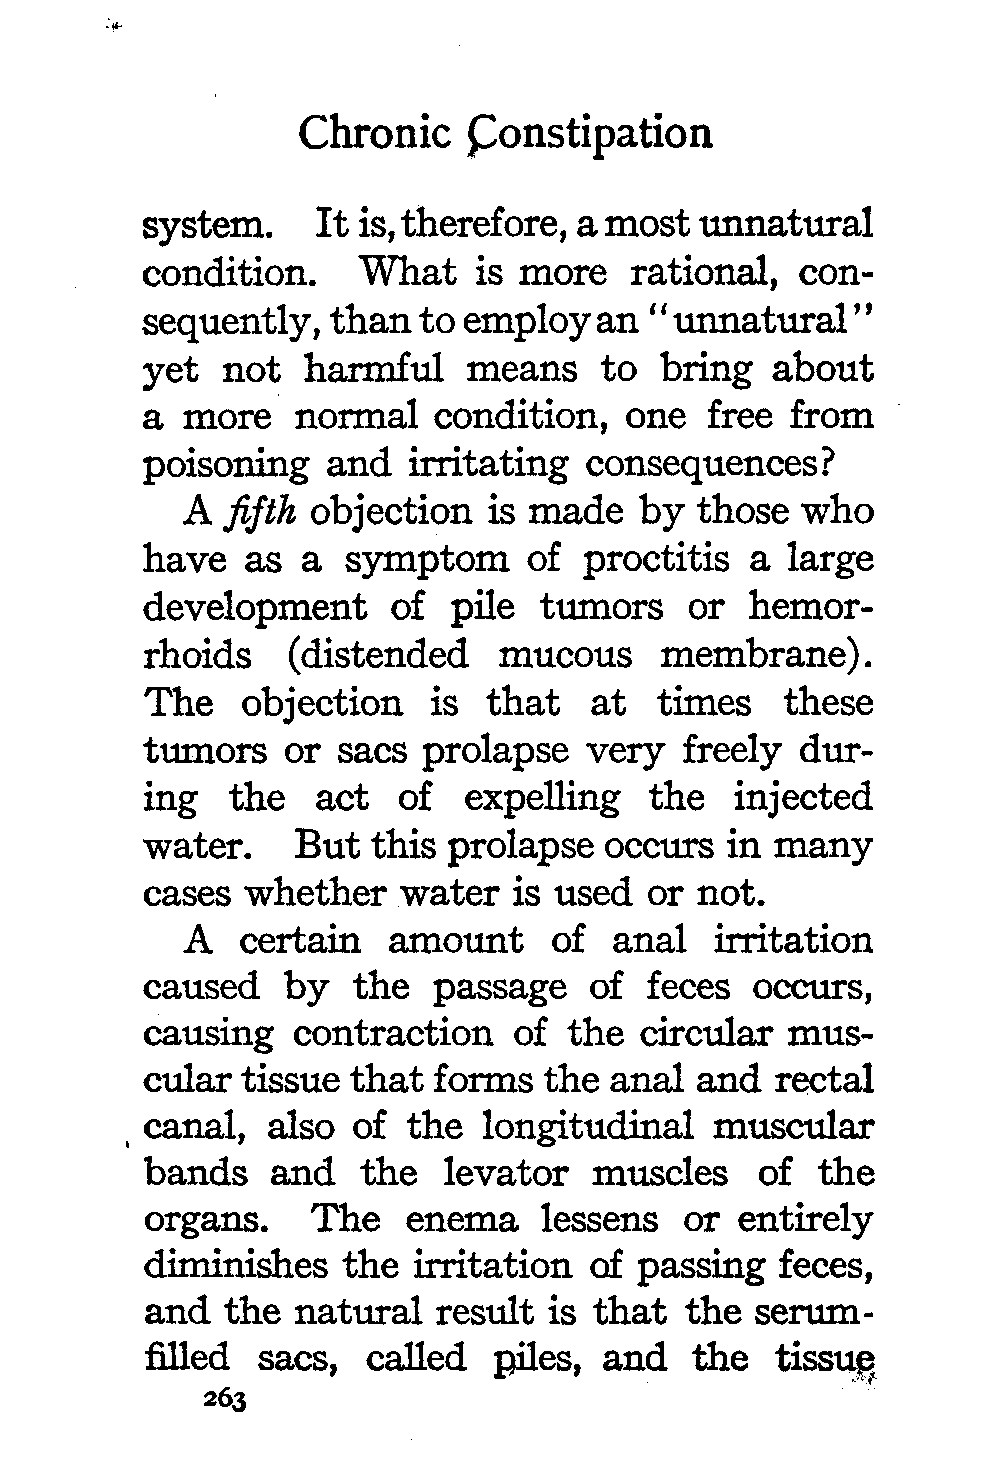 Chronic Constipation
system. It is, therefore, a most unnatural
condition. What is more rational, con-
sequently, than to employ an "unnatural"
yet not harmful means to bring about
a more normal condition, one free from
poisoning and irritating consequences?
A fifth objection is made by those who
have as a symptom of proctitis a large
development of pile tumors or hemor-
rhoids (distended mucous membrane).
The objection is that at times these
tumors or sacs prolapse very freely dur-
ing the act of expelling the injected
water. But this prolapse occurs in many
cases whether water is used or not.
A certain amount of anal irritation
caused by the passage of feces occurs,
causing contraction of the circular mus-
cular tissue that forms the anal and rectal
canal, also of the longitudinal muscular
bands and the levator muscles of the
organs. The enema lessens or entirely
diminishes the irritation of passing feces,
and the natural result is that the serum-
filled sacs, called piles, and the tissue
263